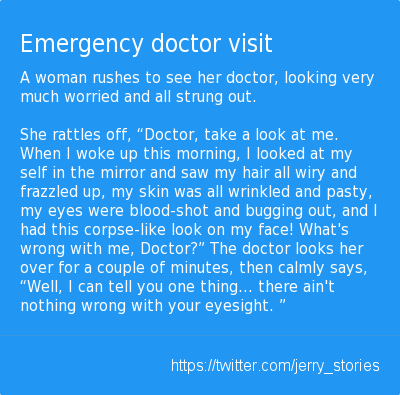 Emergency doctor visit
A woman rushes to see her doctor, looking very
much worried and all strung out.
She rattles off, “Doctor, take a look at me.
When I woke up this morning, I looked at my
self in the mirror and saw my hair all wiry and
frazzled up, my skin was all wrinkled and pasty,
my eyes were blood-shot and bugging out, and I
had this corpse-like look on my face! What's
wrong with me, Doctor?” The doctor looks her
over for a couple of minutes, then calmly says,
“Well, I can tell you one thing... there ain't
nothing wrong with your eyesight. ”
https://twitter.com/jerry_stories